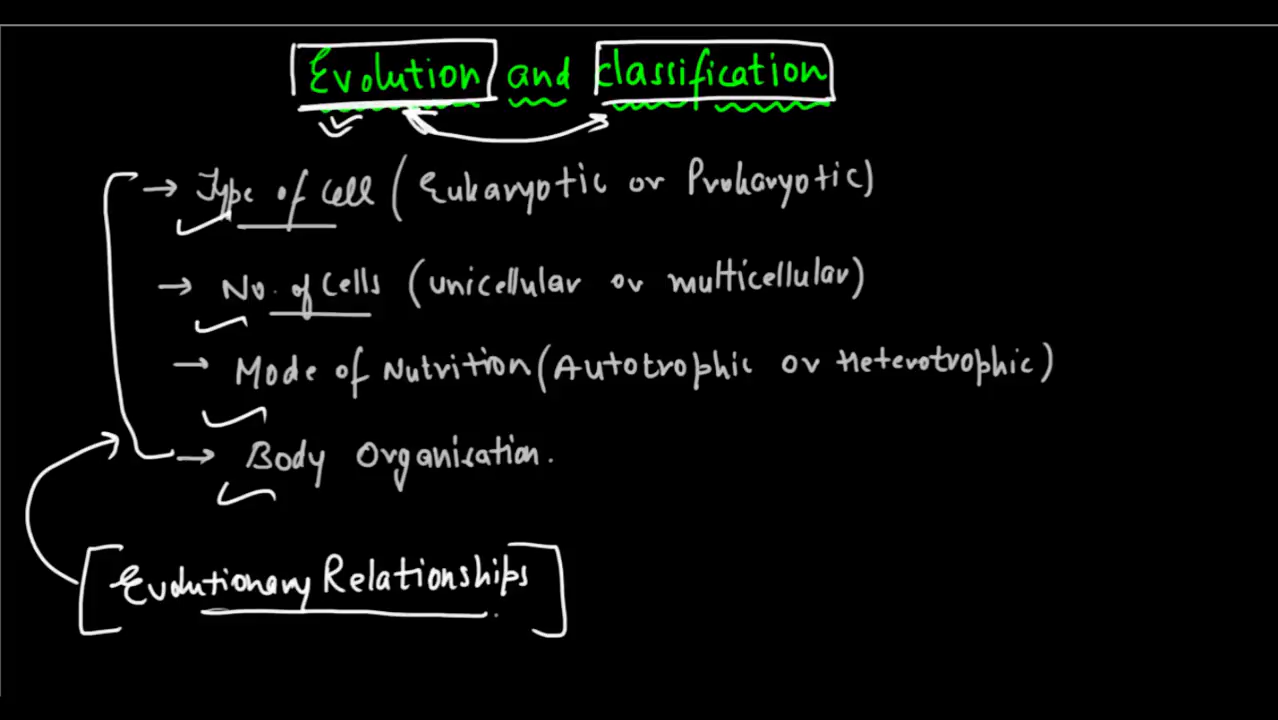 Evolution and classification
→ Type of Cell (Eukaryotic or Prokaryotic)
→ No. of Cells (unicellular or multicellular)
→ Mode of Nutrition (Autotrophic or Heterotrophic)
→ Body Organisation.
[Evolutionary Relationships]